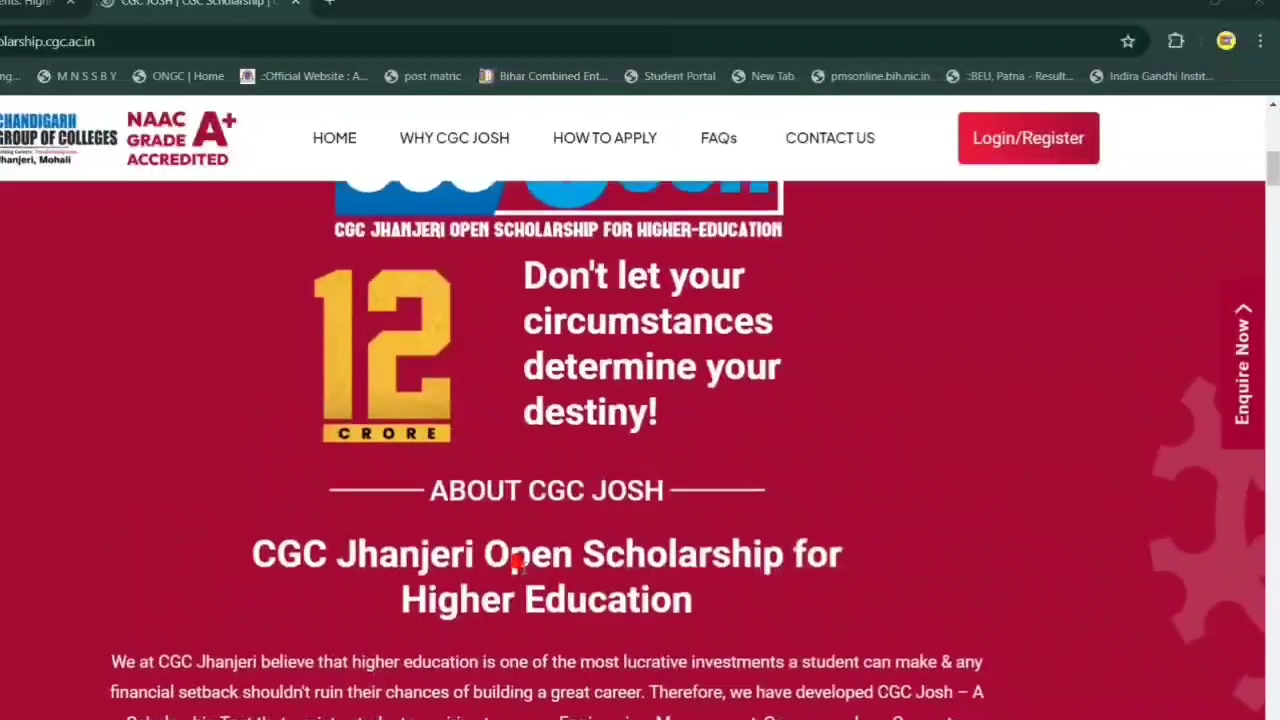 CGC JOSH | CGC Scholarship |
larship.cgc.ac.in
M N S S B Y
ONGC | Home
:Official Website : A...
post matric
Bihar Combined Ent...
Student Portal
New Tab
pmsonline.bih.nic.in
:BEU, Patna - Result...
Indira Gandhi Instit...
CHANDIGARH
GROUP OF COLLEGES
Jhanjeri, Mohali
NAAC
GRADE A+
ACCREDITED
HOME
WHY CGC JOSH
HOW TO APPLY
FAQs
CONTACT US
Login/Register
CGC JHANJERI OPEN SCHOLARSHIP FOR HIGHER-EDUCATION
12
CRORE
Don't let your
circumstances
determine your
destiny!
Enquire Now
ABOUT CGC JOSH
CGC Jhanjeri Open Scholarship for
Higher Education
We at CGC Jhanjeri believe that higher education is one of the most lucrative investments a student can make & any
financial setback shouldn't ruin their chances of building a great career. Therefore, we have developed CGC Josh – A